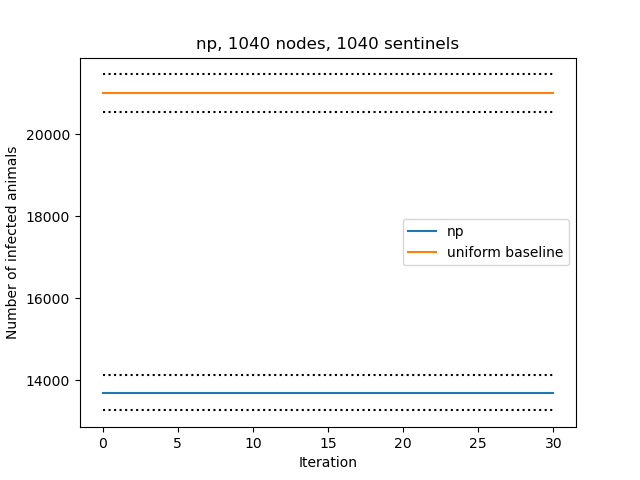 np, 1040 nodes, 1040 sentinels
Number of infected animals
20000
18000
16000
14000
np
uniform baseline
0 5 10 15 20 25 30
Iteration